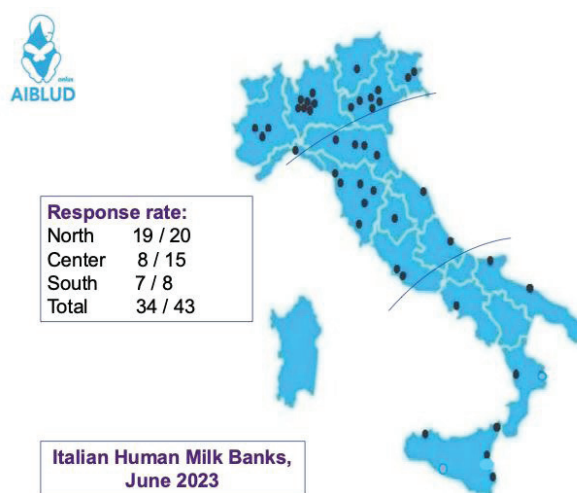 onlus
AIBLUD
Response rate:
North 19 / 20
Center 8 / 15
South 7 / 8
Total 34 / 43
Italian Human Milk Banks,
June 2023